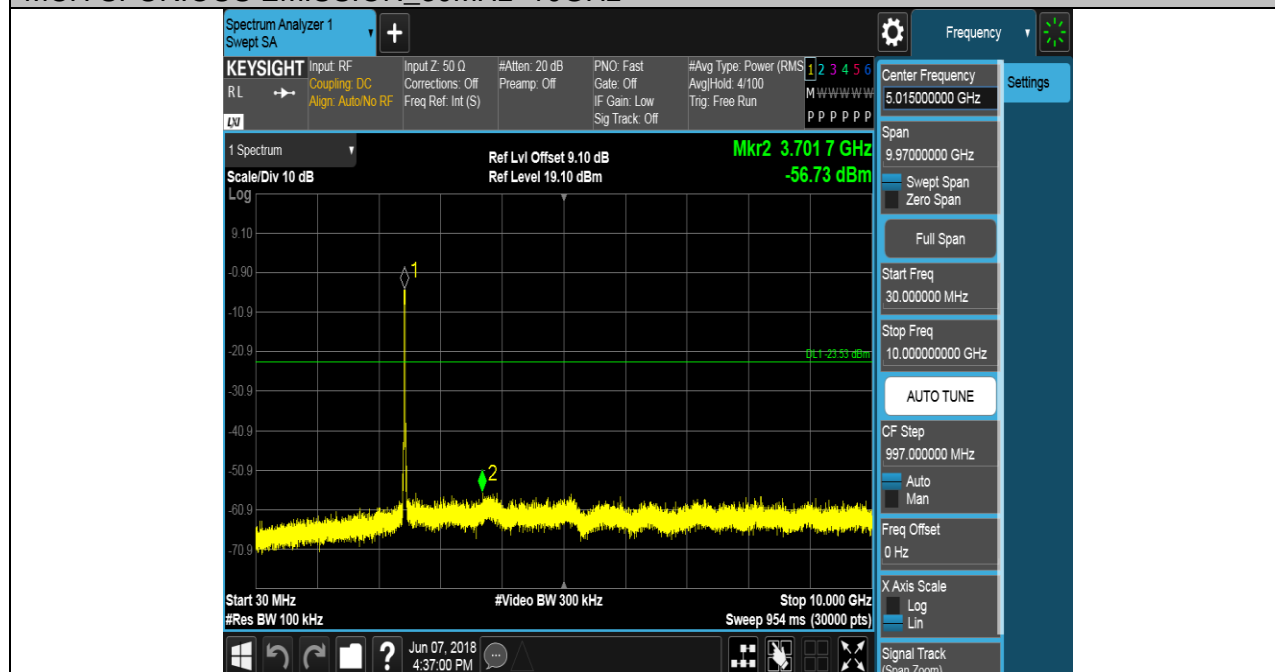 Spectrum Analyzer 1
Swept SA
+
Frequency
KEYSIGHT
RL
LXI
Input: RF
Coupling: DC
Align: Auto/No RF
Input Z: 50 Ω
Corrections: Off
Freq Ref: Int (S)
#Atten: 20 dB
Preamp: Off
PNO: Fast
Gate: Off
IF Gain: Low
Sig Track: Off
#Avg Type: Power (RMS
Avg|Hold: 4/100
Trig: Free Run
1 2 3 4 5 6
M W W W W W
P P P P P P
1 Spectrum
Scale/Div 10 dB
Log
Ref Lvl Offset 9.10 dB
Ref Level 19.10 dBm
Mkr2 3.701 7 GHz
-56.73 dBm
9.10
-0.90
-10.9
-20.9
-30.9
-40.9
-50.9
-60.9
-70.9
1
2
DL1 -23.53 dBm
Start 30 MHz
#Res BW 100 kHz
#Video BW 300 kHz
Stop 10.000 GHz
Sweep 954 ms (30000 pts)
?
Jun 07, 2018
4:37:00 PM
Center Frequency
5.015000000 GHz
Span
9.97000000 GHz
Swept Span
Zero Span
Full Span
Start Freq
30.000000 MHz
Stop Freq
10.000000000 GHz
AUTO TUNE
CF Step
997.000000 MHz
Auto
Man
Freq Offset
0 Hz
X Axis Scale
Log
Lin
Signal Track
(Span Zoom)
Settings